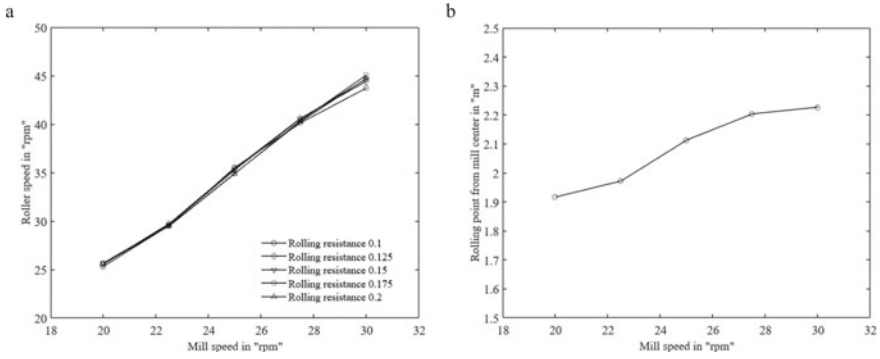 a
50
45
40
35
30
25
20
18 20 22 24 26 28 30 32
Roller speed in "rpm"
Mill speed in "rpm"
Rolling resistance 0.1
Rolling resistance 0.125
Rolling resistance 0.15
Rolling resistance 0.175
Rolling resistance 0.2
b
2.5
2.4
2.3
2.2
2.1
2
1.9
1.8
1.7
1.6
1.5
18 20 22 24 26 28 30 32
Rolling point from mill center in "m"
Mill speed in "rpm"